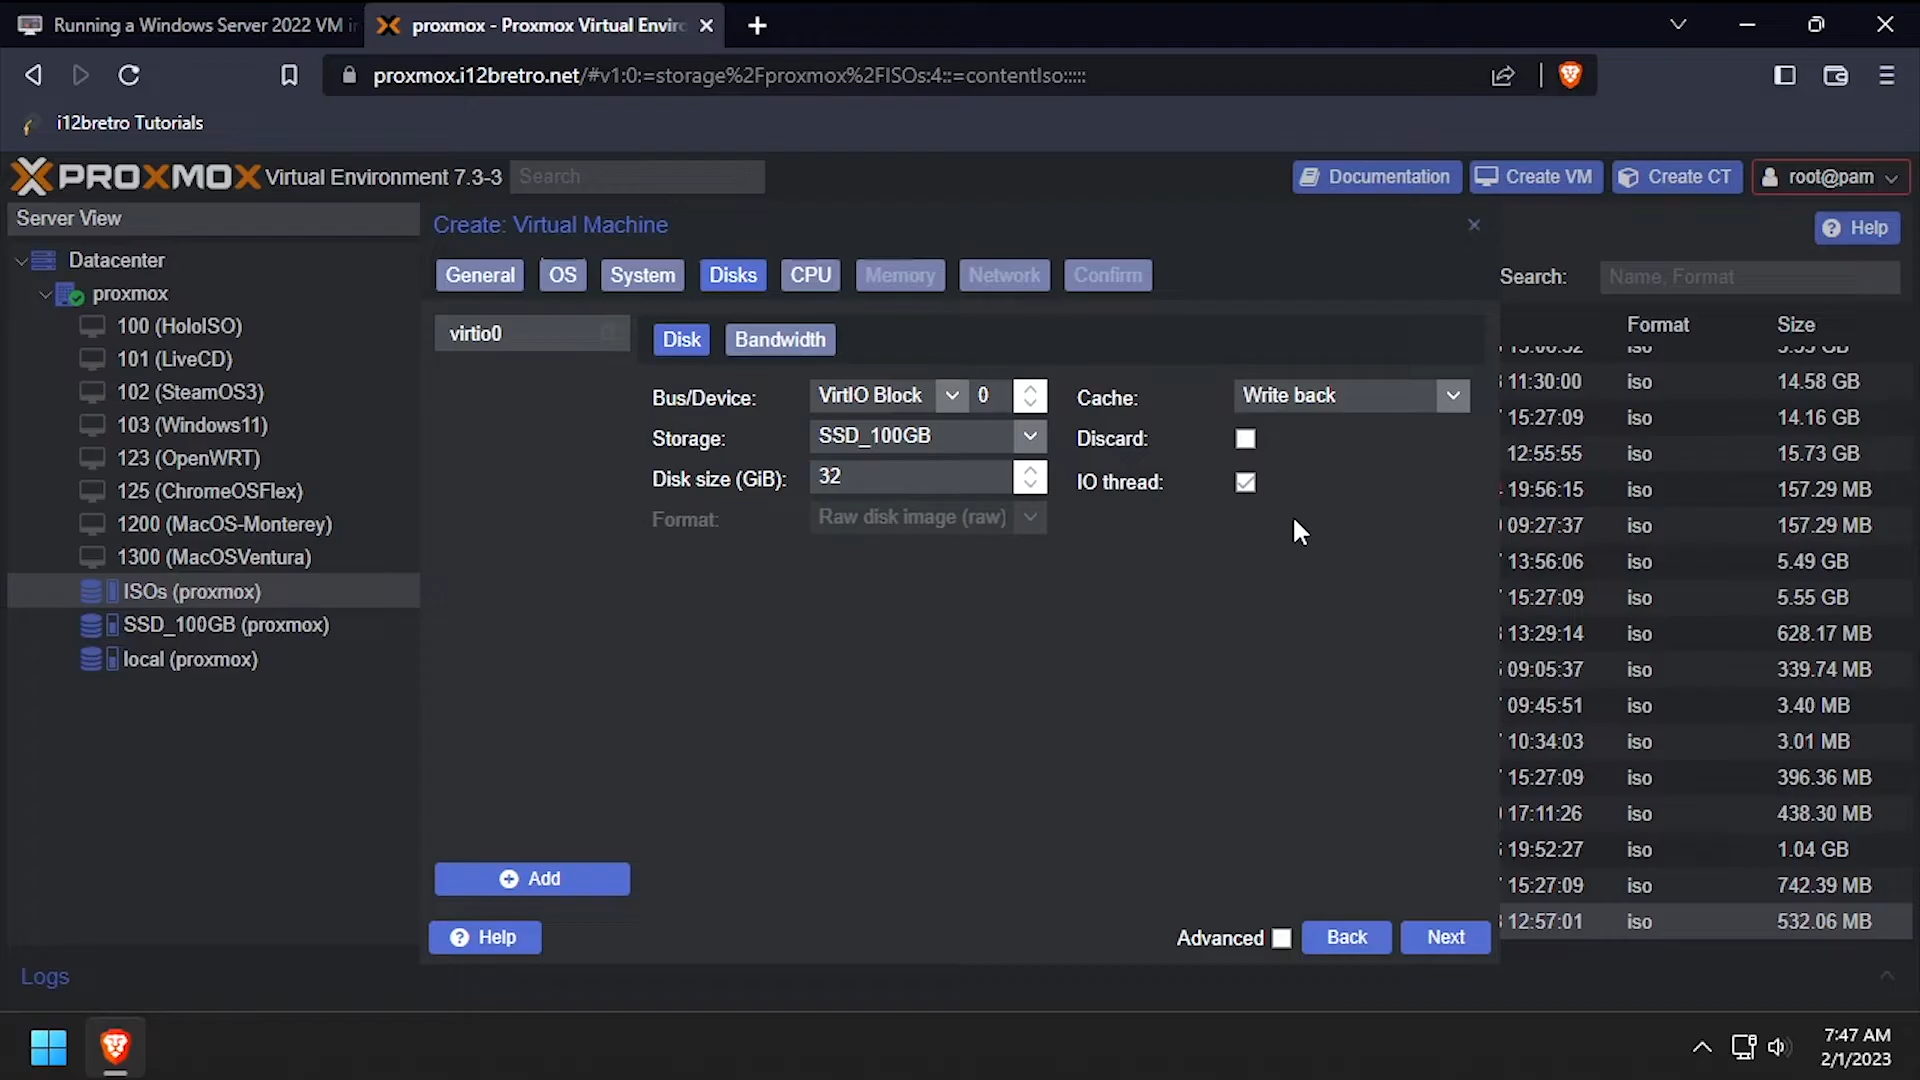 Running a Windows Server 2022 VM in
proxmox - Proxmox Virtual Enviro
proxmox.i12bretro.net/#v1:0:=storage%2Fproxmox%2FISOs:4::=contentIso:::::
i12bretro Tutorials
PROXMOX Virtual Environment 7.3-3
Search
Documentation
Create VM
Create CT
root@pam
Server View
Datacenter
proxmox
100 (HoloISO)
101 (LiveCD)
102 (SteamOS3)
103 (Windows11)
123 (OpenWRT)
125 (ChromeOSFlex)
1200 (MacOS-Monterey)
1300 (MacOSVentura)
ISOs (proxmox)
SSD_100GB (proxmox)
local (proxmox)
Create: Virtual Machine
General OS System Disks CPU Memory Network Confirm
virtio0
Disk Bandwidth
Bus/Device: VirtIO Block 0
Cache: Write back
Storage: SSD_100GB
Discard:
Disk size (GiB): 32
IO thread:
Format: Raw disk image (raw)
Add
Help
Advanced
Back
Next
Help
Search: Name, Format
Format Size
11:30:00 iso 14.58 GB
15:27:09 iso 14.16 GB
12:55:55 iso 15.73 GB
19:56:15 iso 157.29 MB
09:27:37 iso 157.29 MB
13:56:06 iso 5.49 GB
15:27:09 iso 5.55 GB
13:29:14 iso 628.17 MB
09:05:37 iso 339.74 MB
09:45:51 iso 3.40 MB
10:34:03 iso 3.01 MB
15:27:09 iso 396.36 MB
17:11:26 iso 438.30 MB
19:52:27 iso 1.04 GB
15:27:09 iso 742.39 MB
12:57:01 iso 532.06 MB
Logs
7:47 AM
2/1/2023